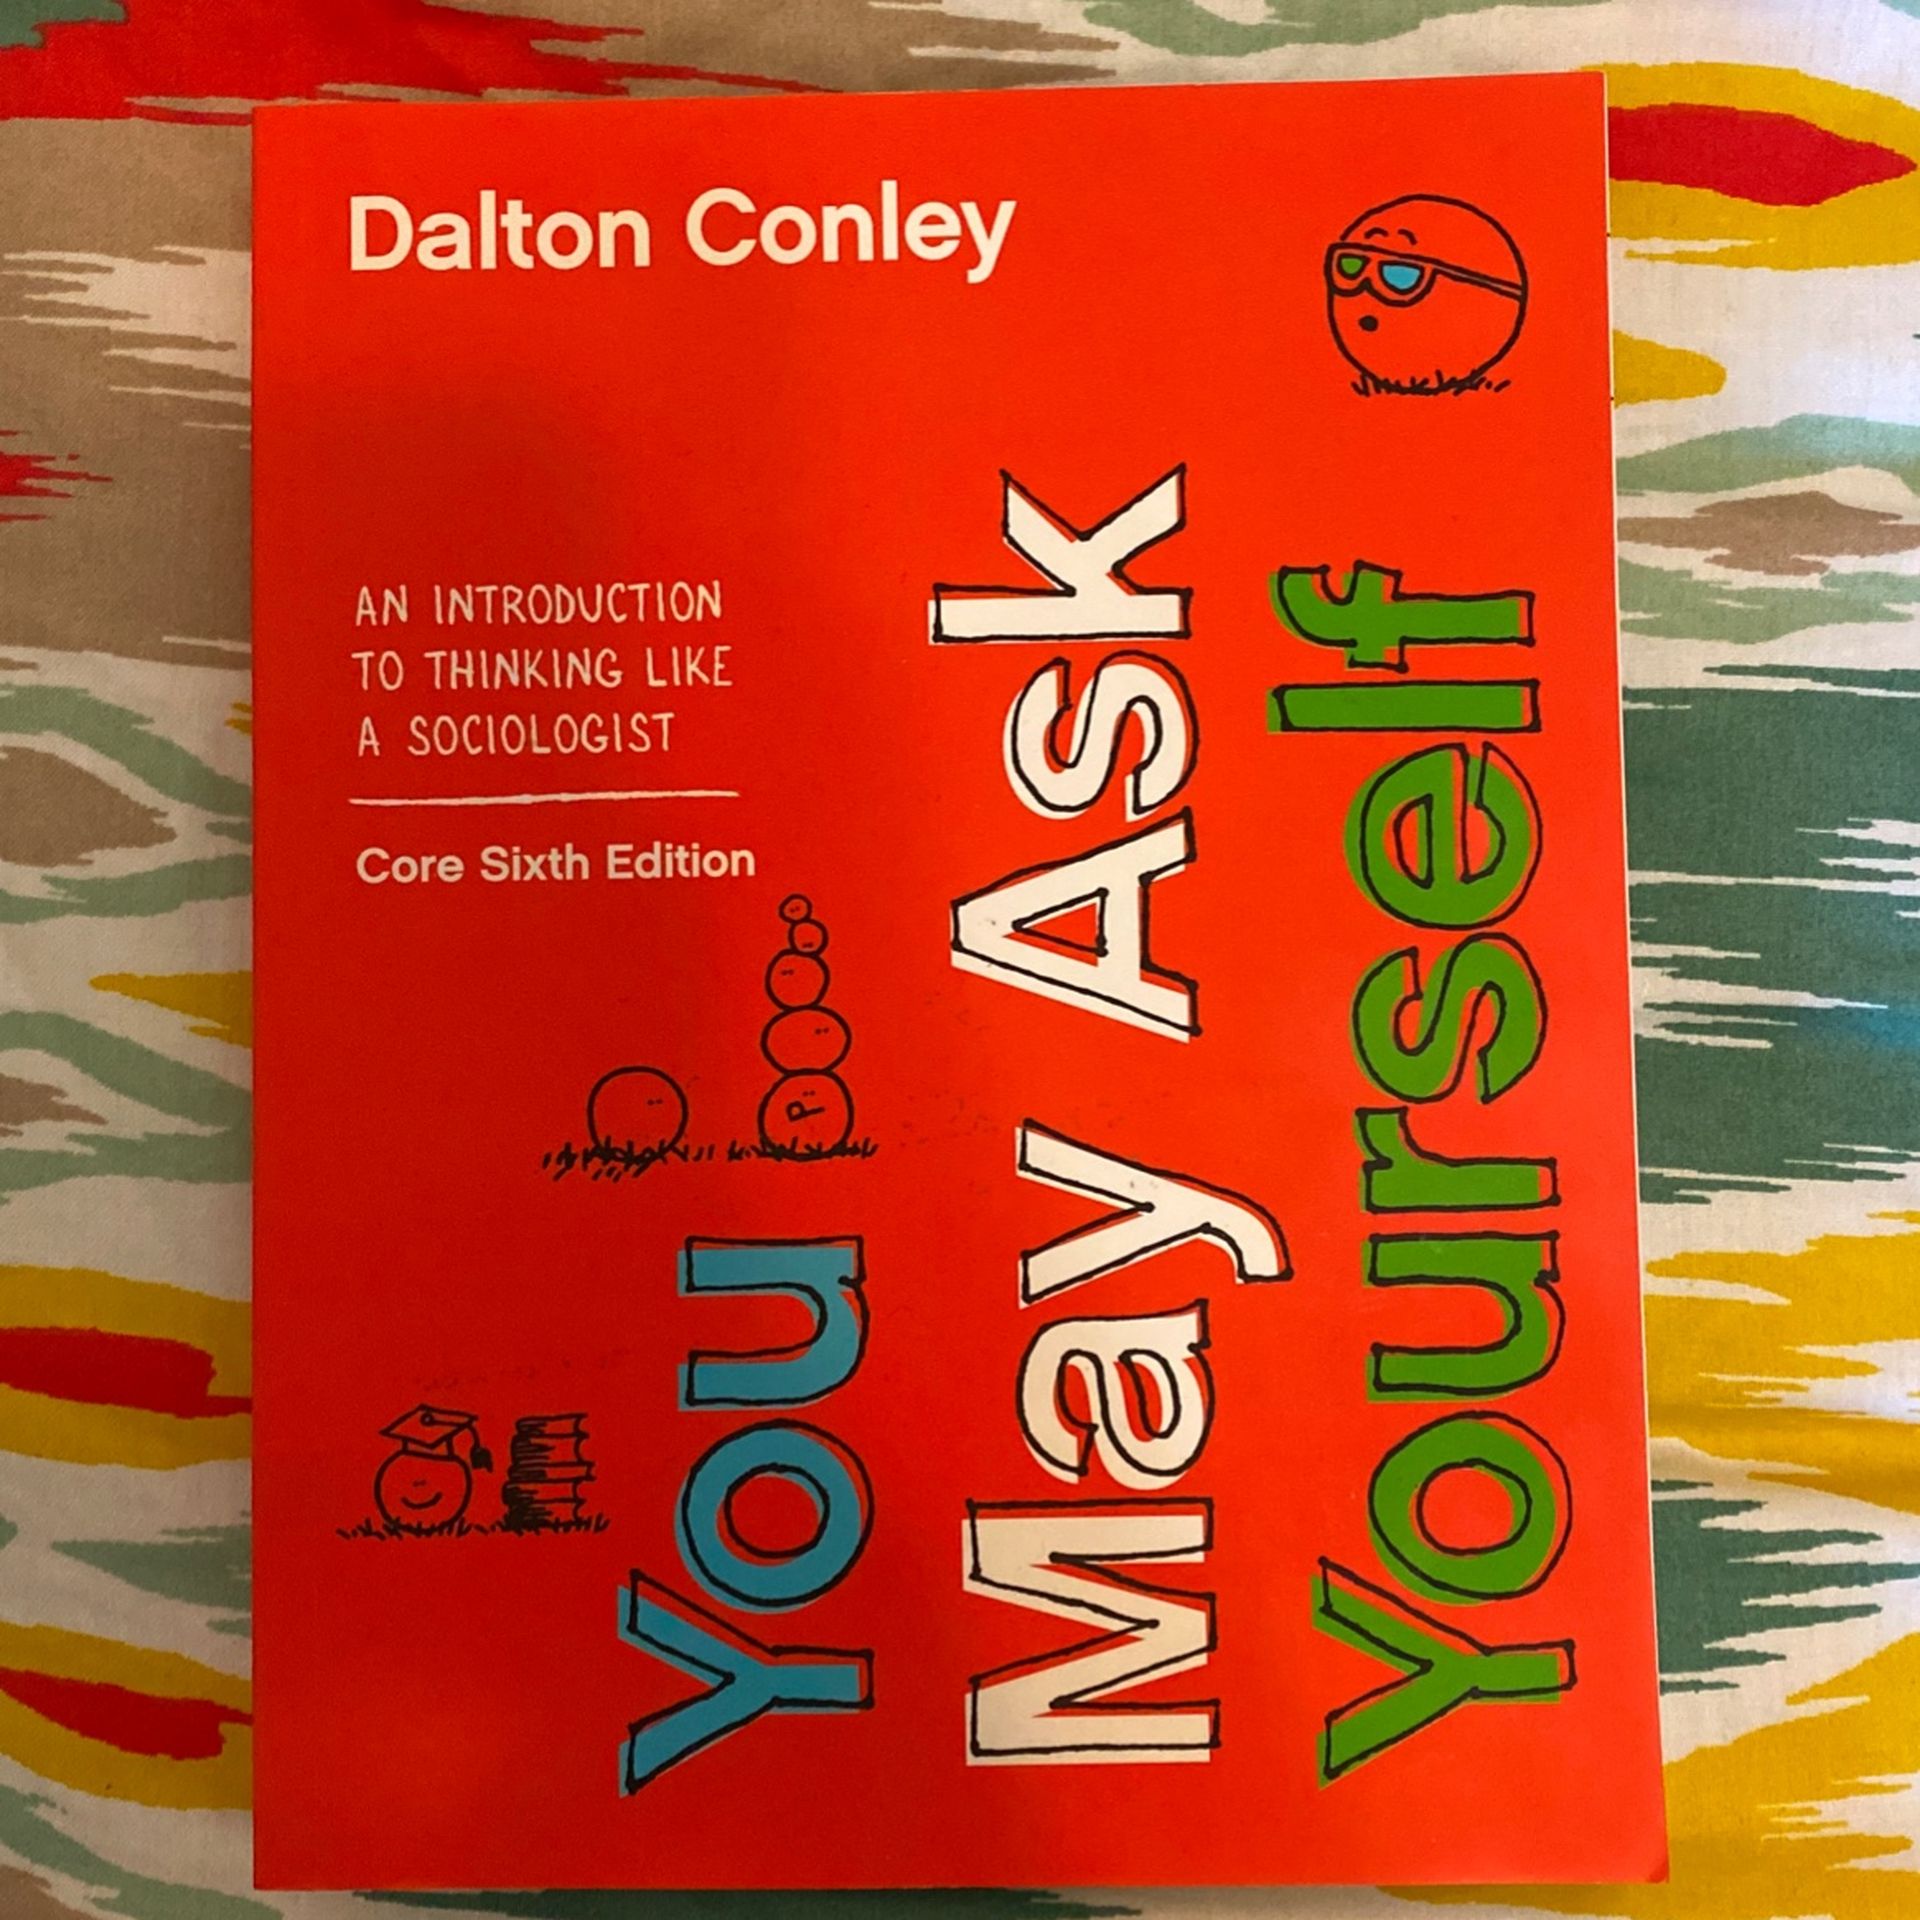 Dalton Conley
AN INTRODUCTION
TO THINKING LIKE
A SOCIOLOGIST
Core Sixth Edition
P
You
May Ask
Yourself